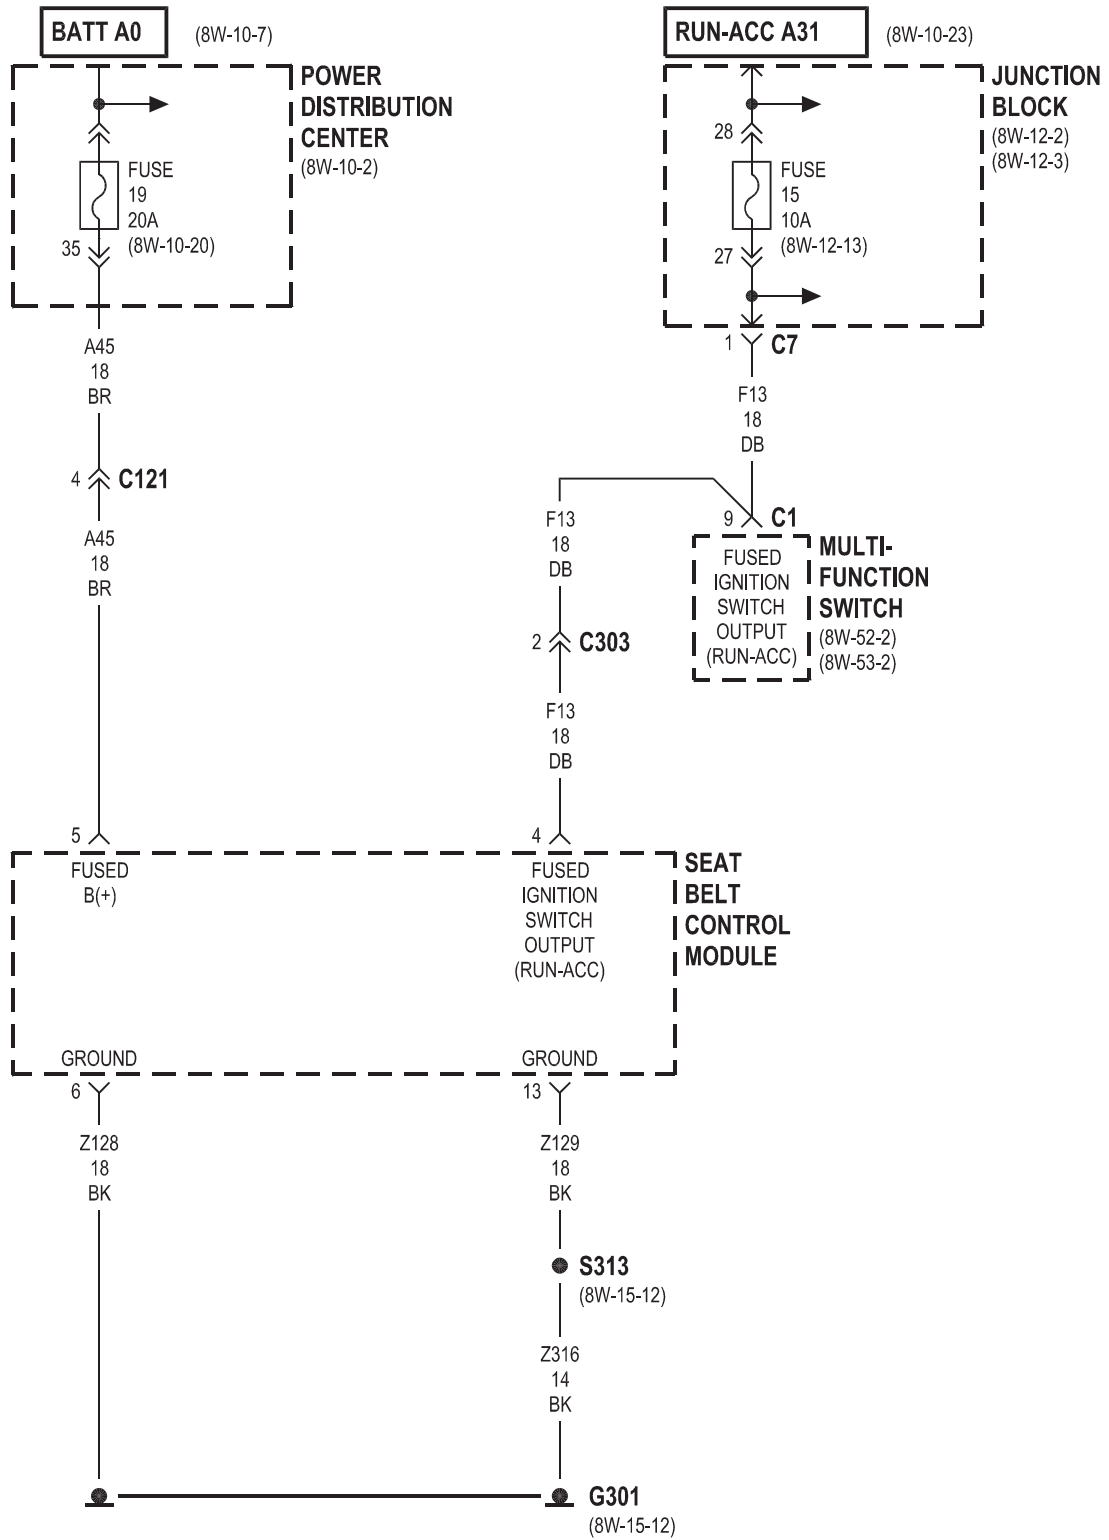 BATT A0
(8W-10-7)
RUN-ACC A31
(8W-10-23)
POWER
DISTRIBUTION
CENTER
(8W-10-2)
FUSE
19
20A
(8W-10-20)
35
JUNCTION
BLOCK
(8W-12-2)
(8W-12-3)
28
FUSE
15
10A
(8W-12-13)
27
1
C7
A45
18
BR
F13
18
DB
4
C121
A45
18
BR
F13
18
DB
9
C1
FUSED
IGNITION
SWITCH
OUTPUT
(RUN-ACC)
MULTI-
FUNCTION
SWITCH
(8W-52-2)
(8W-53-2)
2
C303
F13
18
DB
5
4
FUSED
B(+)
FUSED
IGNITION
SWITCH
OUTPUT
(RUN-ACC)
SEAT
BELT
CONTROL
MODULE
GROUND
GROUND
6
13
Z128
18
BK
Z129
18
BK
S313
(8W-15-12)
Z316
14
BK
G301
(8W-15-12)